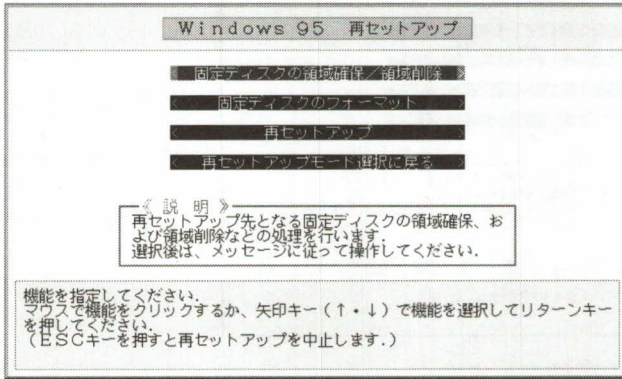 Windows 95 再セットアップ
固定ディスクの領域確保／領域削除
固定ディスクのフォーマット
再セットアップ
再セットアップモード選択に戻る
《 説 明 》
再セットアップ先となる固定ディスクの領域確保、お
よび領域削除などの処理を行います．
選択後は、メッセージに従って操作してください．
機能を指定してください．
マウスで機能をクリックするか、矢印キー（↑・↓）で機能を選択してリターンキー
を押してください．
（ＥＳＣキーを押すと再セットアップを中止します．）